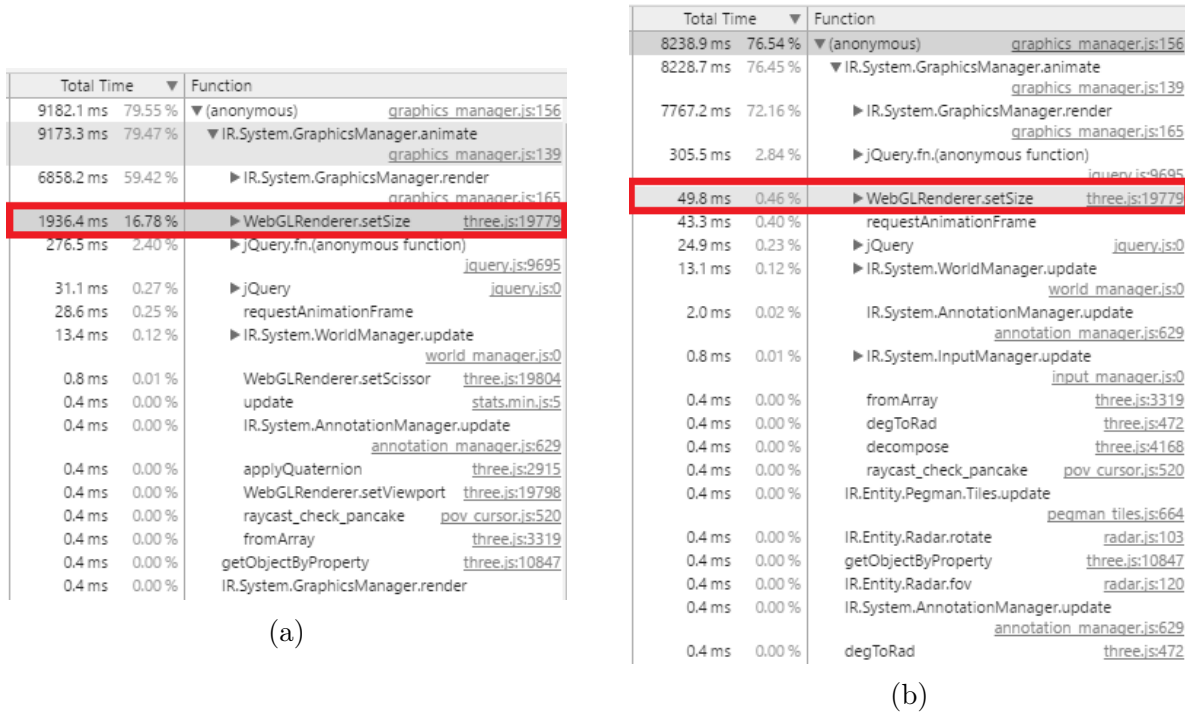 Total Time ▼ Function
9182.1 ms 79.55 % ▼(anonymous) graphics_manager.js:156
9173.3 ms 79.47 % ▼IR.System.GraphicsManager.animate
graphics_manager.js:139
6858.2 ms 59.42 % ▶IR.System.GraphicsManager.render
graphics_manager.js:165
1936.4 ms 16.78 % ▶WebGLRenderer.setSize three.js:19779
276.5 ms 2.40 % ▶jQuery.fn.(anonymous function)
jquery.js:9695
31.1 ms 0.27 % ▶jQuery jquery.js:0
28.6 ms 0.25 % requestAnimationFrame
13.4 ms 0.12 % ▶IR.System.WorldManager.update
world_manager.js:0
0.8 ms 0.01 % WebGLRenderer.setScissor three.js:19804
0.4 ms 0.00 % update stats.min.js:5
0.4 ms 0.00 % IR.System.AnnotationManager.update
annotation_manager.js:629
0.4 ms 0.00 % applyQuaternion three.js:2915
0.4 ms 0.00 % WebGLRenderer.setViewport three.js:19798
0.4 ms 0.00 % raycast_check_pancake pov_cursor.js:520
0.4 ms 0.00 % fromArray three.js:3319
0.4 ms 0.00 % getObjectByProperty three.js:10847
0.4 ms 0.00 % IR.System.GraphicsManager.render
(a)
Total Time ▼ Function
8238.9 ms 76.54 % ▼(anonymous) graphics_manager.js:156
8228.7 ms 76.45 % ▼IR.System.GraphicsManager.animate
graphics_manager.js:139
7767.2 ms 72.16 % ▶IR.System.GraphicsManager.render
graphics_manager.js:165
305.5 ms 2.84 % ▶jQuery.fn.(anonymous function)
jquery.js:9695
49.8 ms 0.46 % ▶WebGLRenderer.setSize three.js:19779
43.3 ms 0.40 % requestAnimationFrame
24.9 ms 0.23 % ▶jQuery jquery.js:0
13.1 ms 0.12 % ▶IR.System.WorldManager.update
world_manager.js:0
2.0 ms 0.02 % IR.System.AnnotationManager.update
annotation_manager.js:629
0.8 ms 0.01 % ▶IR.System.InputManager.update
input_manager.js:0
0.4 ms 0.00 % fromArray three.js:3319
0.4 ms 0.00 % degToRad three.js:472
0.4 ms 0.00 % decompose three.js:4168
0.4 ms 0.00 % raycast_check_pancake pov_cursor.js:520
0.4 ms 0.00 % IR.Entity.Pegman.Tiles.update
pegman_tiles.js:664
0.4 ms 0.00 % IR.Entity.Radar.rotate radar.js:103
0.4 ms 0.00 % getObjectByProperty three.js:10847
0.4 ms 0.00 % IR.Entity.Radar.fov radar.js:120
0.4 ms 0.00 % IR.System.AnnotationManager.update
annotation_manager.js:629
0.4 ms 0.00 % degToRad three.js:472
(b)